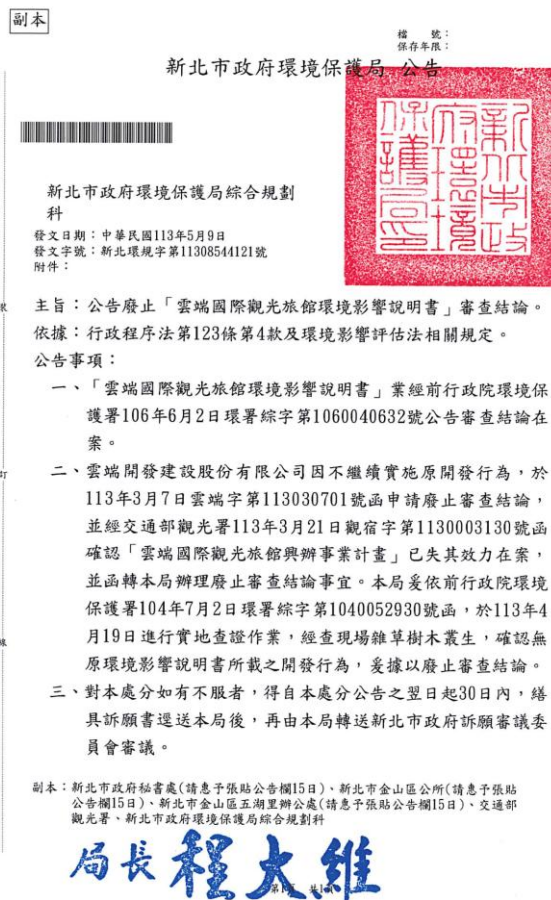 副本
檔　　號：
保存年限：
新北市政府環境保護局 公告
新北市政府環境保護局印
新北市政府環境保護局綜合規劃
科
發文日期：中華民國113年5月9日
發文字號：新北環規字第11308544121號
附件：
主旨：公告廢止「雲端國際觀光旅館環境影響說明書」審查結論。
依據：行政程序法第123條第4款及環境影響評估法相關規定。
公告事項：
一、「雲端國際觀光旅館環境影響說明書」業經前行政院環境保
護署106年6月2日環署綜字第1060040632號公告審查結論在
案。
二、雲端開發建設股份有限公司因不繼續實施原開發行為，於
113年3月7日雲端字第113030701號函申請廢止審查結論，
並經交通部觀光署113年3月21日觀宿字第1130003130號函
確認「雲端國際觀光旅館興辦事業計畫」已失其效力在案，
並函轉本局辦理廢止審查結論事宜。本局爰依前行政院環境
保護署104年7月2日環署綜字第1040052930號函，於113年4
月19日進行實地查證作業，經查現場雜草樹木叢生，確認無
原環境影響說明書所載之開發行為，爰據以廢止審查結論。
三、對本處分如有不服者，得自本處分公告之翌日起30日內，繕
具訴願書逕送本局後，再由本局轉送新北市政府訴願審議委
員會審議。
副本：新北市政府秘書處(請惠予張貼公告欄15日)、新北市金山區公所(請惠予張貼
公告欄15日)、新北市金山區五湖里辦公處(請惠予張貼公告欄15日)、交通部
觀光署、新北市政府環境保護局綜合規劃科
局長 程大維
第1頁 共1頁
訂
線